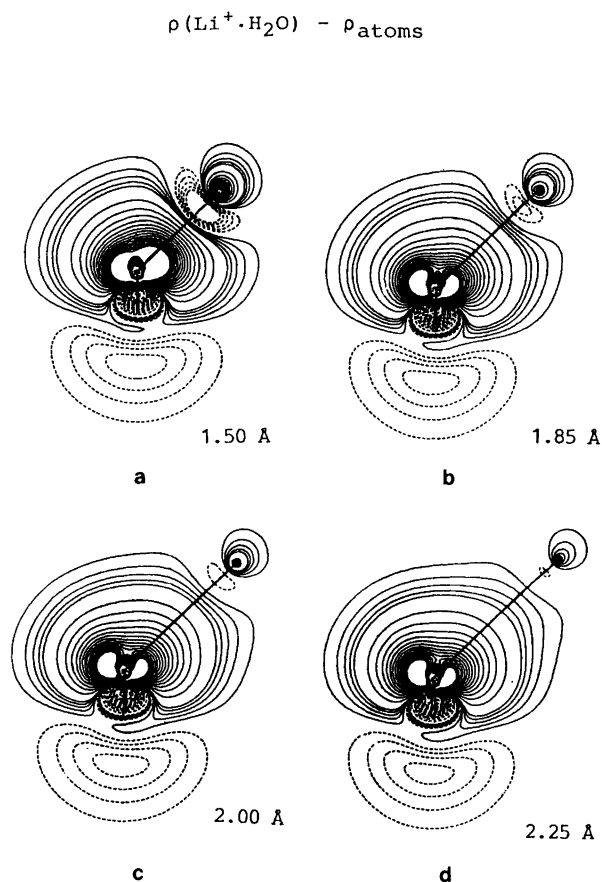 ρ(Li⁺·H₂O) - ρatoms
1.50 Å
1.85 Å
a
b
2.00 Å
2.25 Å
c
d